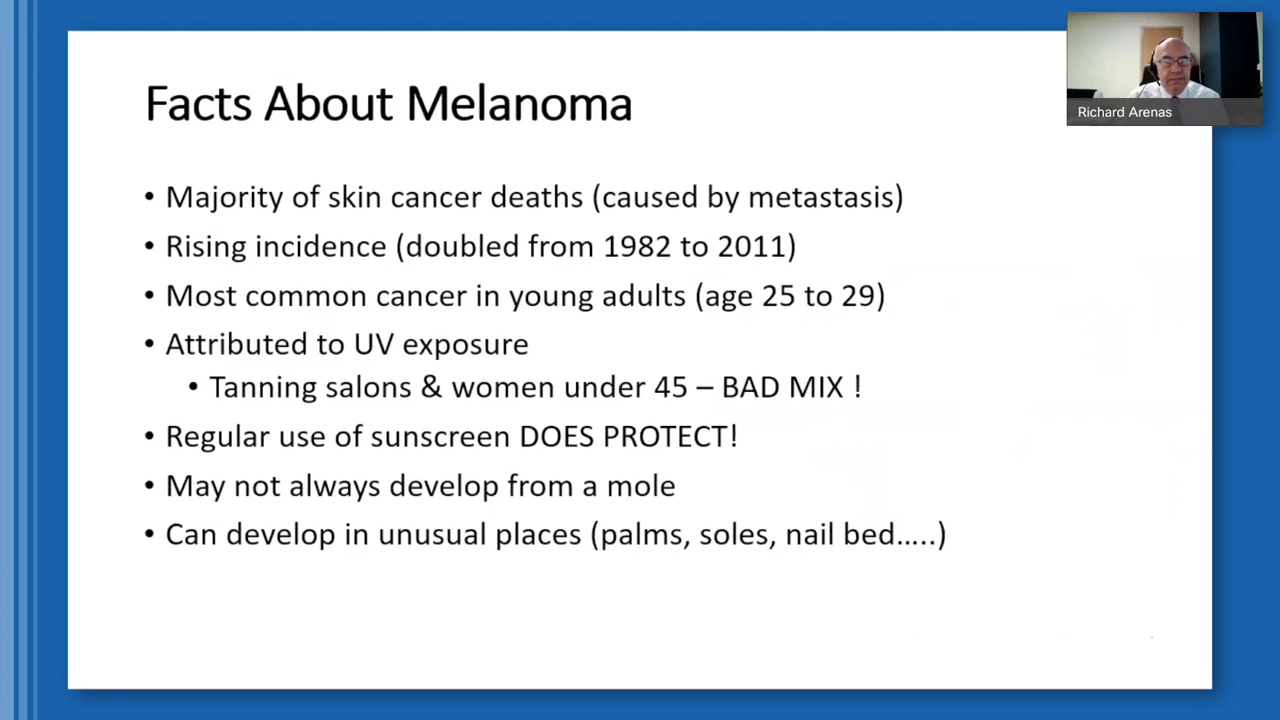 Facts About Melanoma
Richard Arenas
• Majority of skin cancer deaths (caused by metastasis)
• Rising incidence (doubled from 1982 to 2011)
• Most common cancer in young adults (age 25 to 29)
• Attributed to UV exposure
• Tanning salons & women under 45 – BAD MIX !
• Regular use of sunscreen DOES PROTECT!
• May not always develop from a mole
• Can develop in unusual places (palms, soles, nail bed…..)